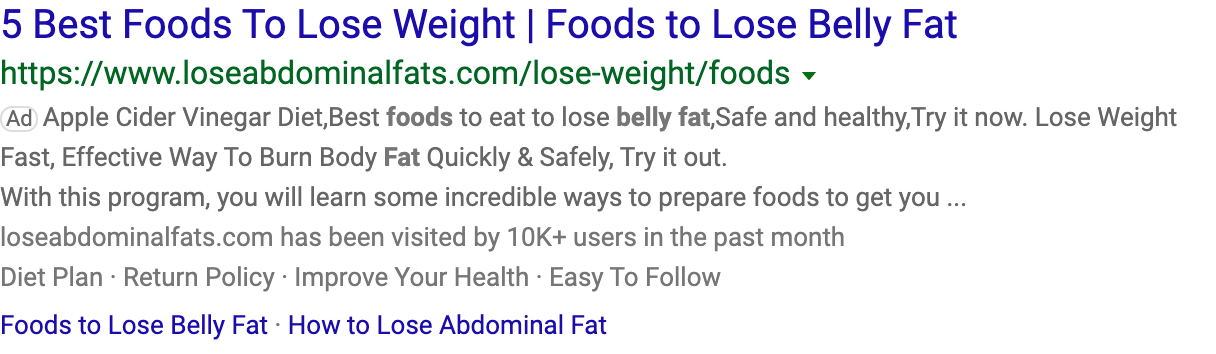 5 Best Foods To Lose Weight | Foods to Lose Belly Fat
https://www.loseabdominalfats.com/lose-weight/foods
Ad Apple Cider Vinegar Diet,Best foods to eat to lose belly fat,Safe and healthy,Try it now. Lose Weight
Fast, Effective Way To Burn Body Fat Quickly & Safely, Try it out.
With this program, you will learn some incredible ways to prepare foods to get you ...
loseabdominalfats.com has been visited by 10K+ users in the past month
Diet Plan · Return Policy · Improve Your Health · Easy To Follow
Foods to Lose Belly Fat · How to Lose Abdominal Fat